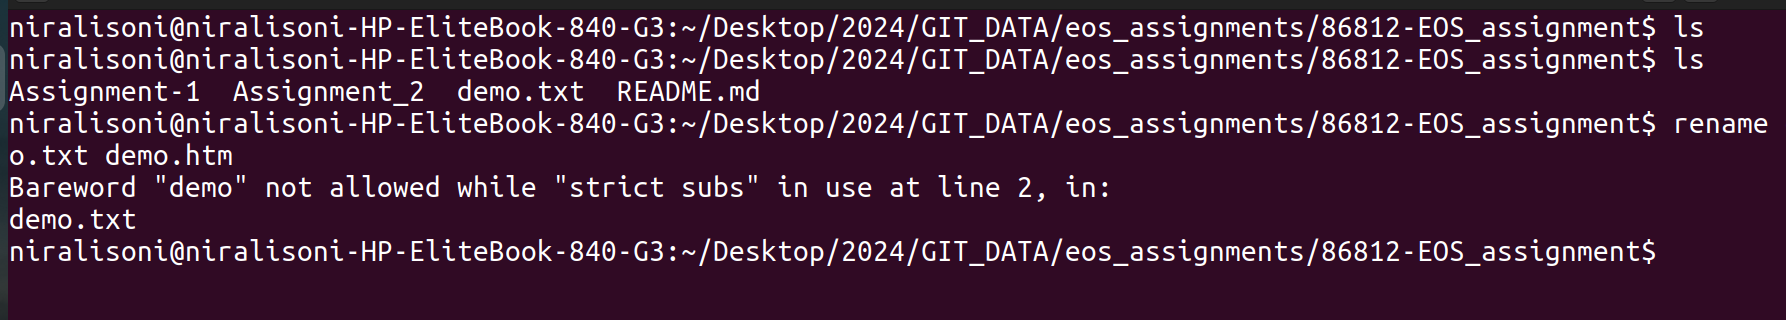 niralisoni@niralisoni-HP-EliteBook-840-G3:~/Desktop/2024/GIT_DATA/eos_assignments/86812-EOS_assignment$ ls
niralisoni@niralisoni-HP-EliteBook-840-G3:~/Desktop/2024/GIT_DATA/eos_assignments/86812-EOS_assignment$ ls
Assignment-1  Assignment_2  demo.txt  README.md
niralisoni@niralisoni-HP-EliteBook-840-G3:~/Desktop/2024/GIT_DATA/eos_assignments/86812-EOS_assignment$ rename
o.txt demo.htm
Bareword "demo" not allowed while "strict subs" in use at line 2, in:
demo.txt
niralisoni@niralisoni-HP-EliteBook-840-G3:~/Desktop/2024/GIT_DATA/eos_assignments/86812-EOS_assignment$